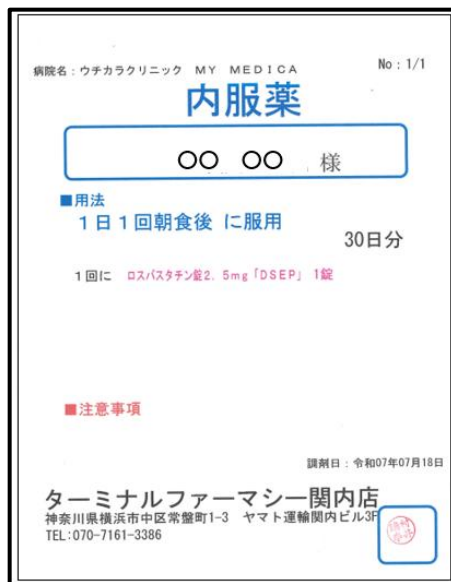 病院名：ウチカラクリニック MY MEDICA
No：1/1
内服薬
〇〇 〇〇 様
■用法
1日1回朝食後 に服用
30日分
1回に ロスバスタチン錠2．5mg「DSEP」 1錠
■注意事項
調剤日：令和07年07月18日
ターミナルファーマシー関内店
神奈川県横浜市中区常盤町1-3 ヤマト運輸関内ビル3F
TEL:070-7161-3386